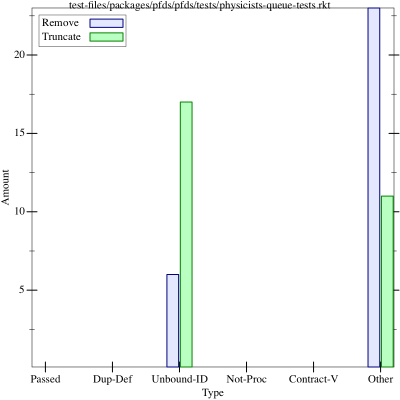 test-files/packages/pfds/pfds/tests/physicists-queue-tests.rkt
Remove
Truncate
20
15
10
5
Amount
Passed Dup-Def Unbound-ID Not-Proc Contract-V Other
Type